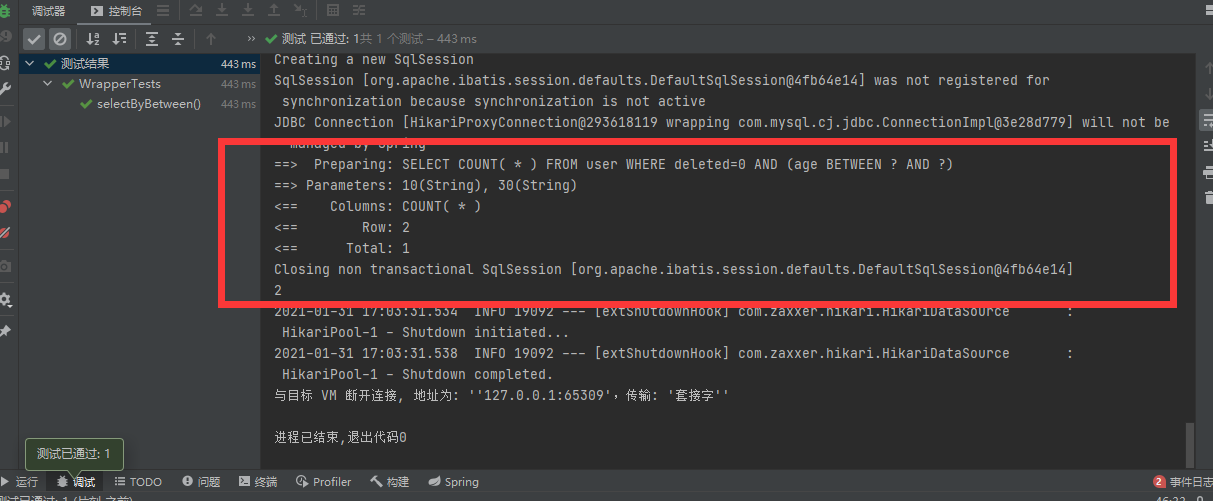 调试器 控制台
» 测试 已通过: 1共 1 个测试 – 443 ms
测试结果 443 ms
WrapperTests 443 ms
selectByBetween() 443 ms
Creating a new SqlSession
SqlSession [org.apache.ibatis.session.defaults.DefaultSqlSession@4fb64e14] was not registered for
synchronization because synchronization is not active
JDBC Connection [HikariProxyConnection@293618119 wrapping com.mysql.cj.jdbc.ConnectionImpl@3e28d779] will not be
managed by Spring
==>  Preparing: SELECT COUNT( * ) FROM user WHERE deleted=0 AND (age BETWEEN ? AND ?)
==> Parameters: 10(String), 30(String)
<==    Columns: COUNT( * )
<==        Row: 2
<==      Total: 1
Closing non transactional SqlSession [org.apache.ibatis.session.defaults.DefaultSqlSession@4fb64e14]
2
2021-01-31 17:03:31.534  INFO 19092 --- [extShutdownHook] com.zaxxer.hikari.HikariDataSource       :
HikariPool-1 - Shutdown initiated...
2021-01-31 17:03:31.538  INFO 19092 --- [extShutdownHook] com.zaxxer.hikari.HikariDataSource       :
HikariPool-1 - Shutdown completed.
与目标 VM 断开连接, 地址为: ''127.0.0.1:65309', 传输: '套接字''
进程已结束,退出代码0
测试已通过: 1
运行 调试 TODO 问题 终端 Profiler 构建 Spring 2 事件日志